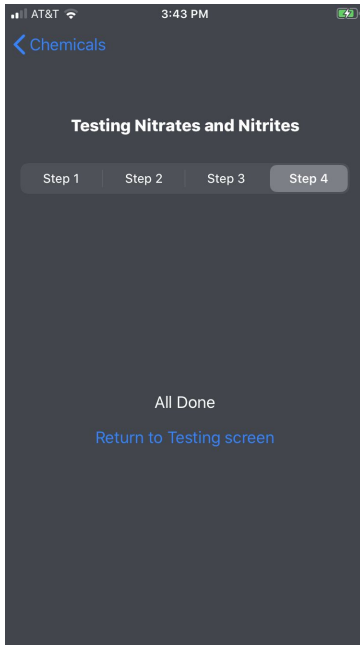 AT&T 3:43 PM
Chemicals
Testing Nitrates and Nitrites
Step 1 Step 2 Step 3 Step 4
All Done
Return to Testing screen